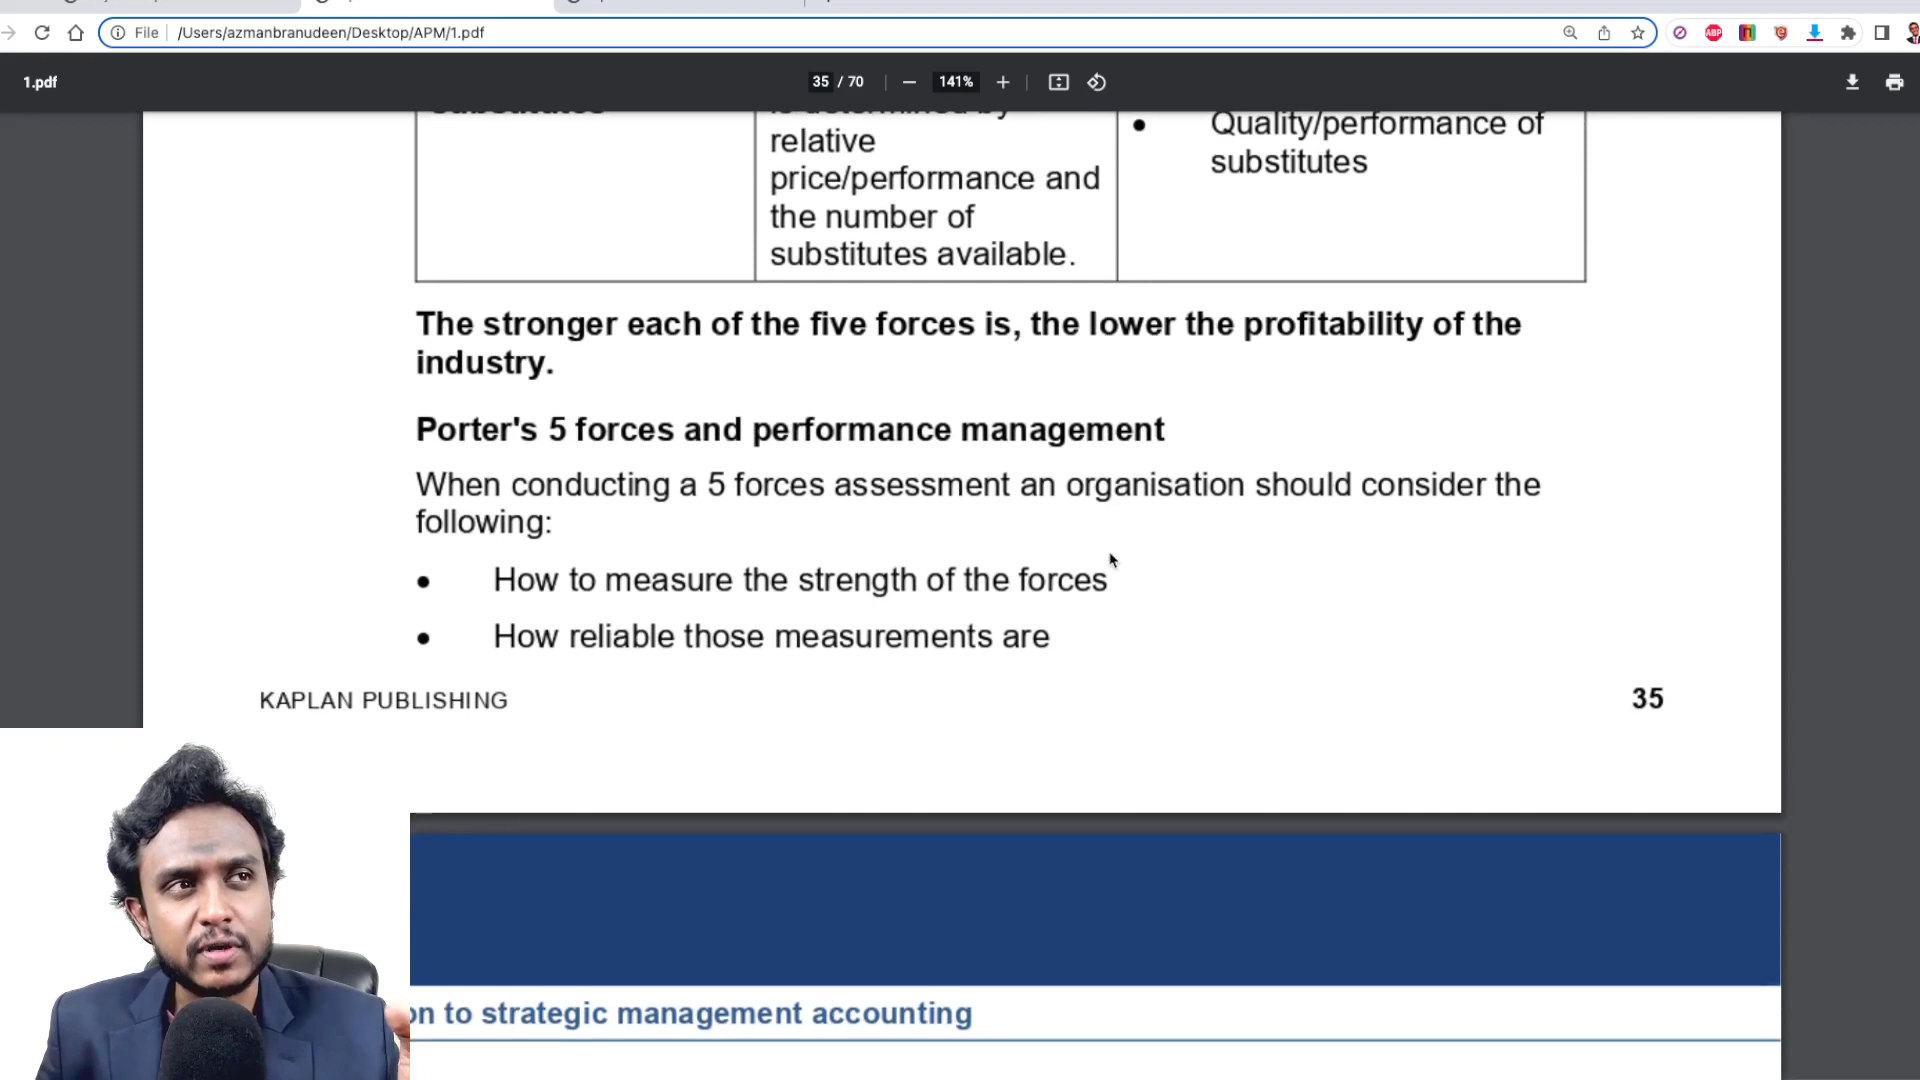 File
/Users/azmanbranudeen/Desktop/APM/1.pdf
ABP
1.pdf
35 / 70
141%
relative
price/performance and
the number of
substitutes available.
Quality/performance of
substitutes
The stronger each of the five forces is, the lower the profitability of the
industry.
Porter's 5 forces and performance management
When conducting a 5 forces assessment an organisation should consider the
following:
• How to measure the strength of the forces
• How reliable those measurements are
KAPLAN PUBLISHING
35
to strategic management accounting